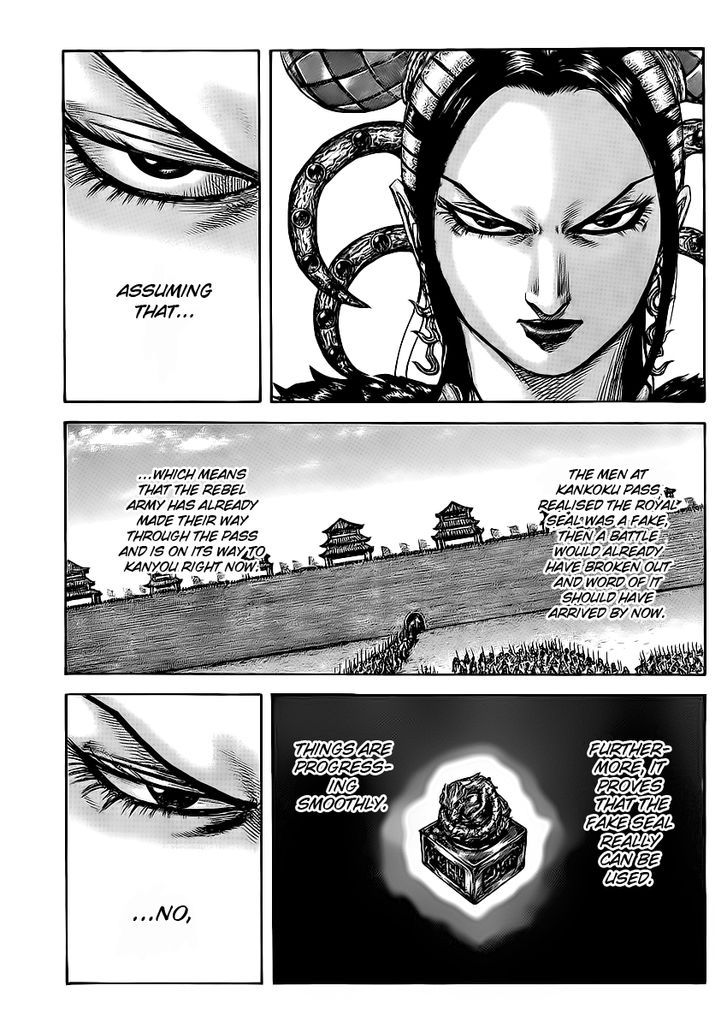 ASSUMING
THAT...
THE MEN AT
KANKOKU PASS
REALISED THE ROYAL
SEAL WAS A FAKE,
THEN A BATTLE
WOULD ALREADY
HAVE BROKEN OUT
AND WORD OF IT
SHOULD HAVE
ARRIVED BY NOW.
...WHICH MEANS
THAT THE REBEL
ARMY HAS ALREADY
MADE THEIR WAY
THROUGH THE PASS
AND IS ON ITS WAY TO
KANYOU RIGHT NOW.
FURTHER-
MORE, IT
PROVES
THAT THE
FAKE SEAL
REALLY
CAN BE
USED.
THINGS ARE
PROGRESS-
ING
SMOOTHLY.
...NO,